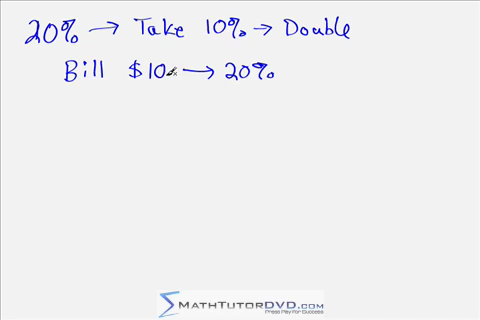 20% → Take 10% → Double
Bill $10 → 20%
MATHTUTORDVD.COM
Press Play For Success